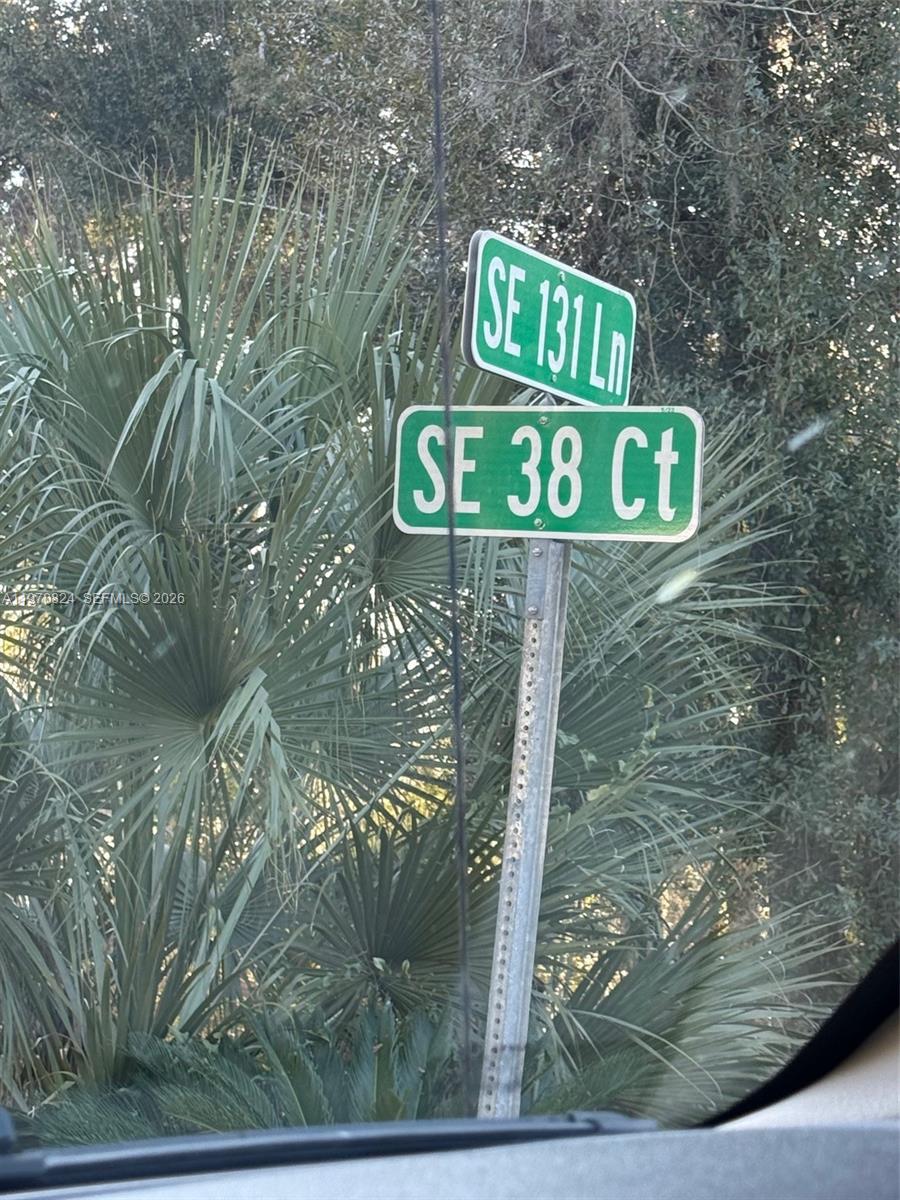 SE 131 Ln
SE 38 Ct
SEFMLS© 2026